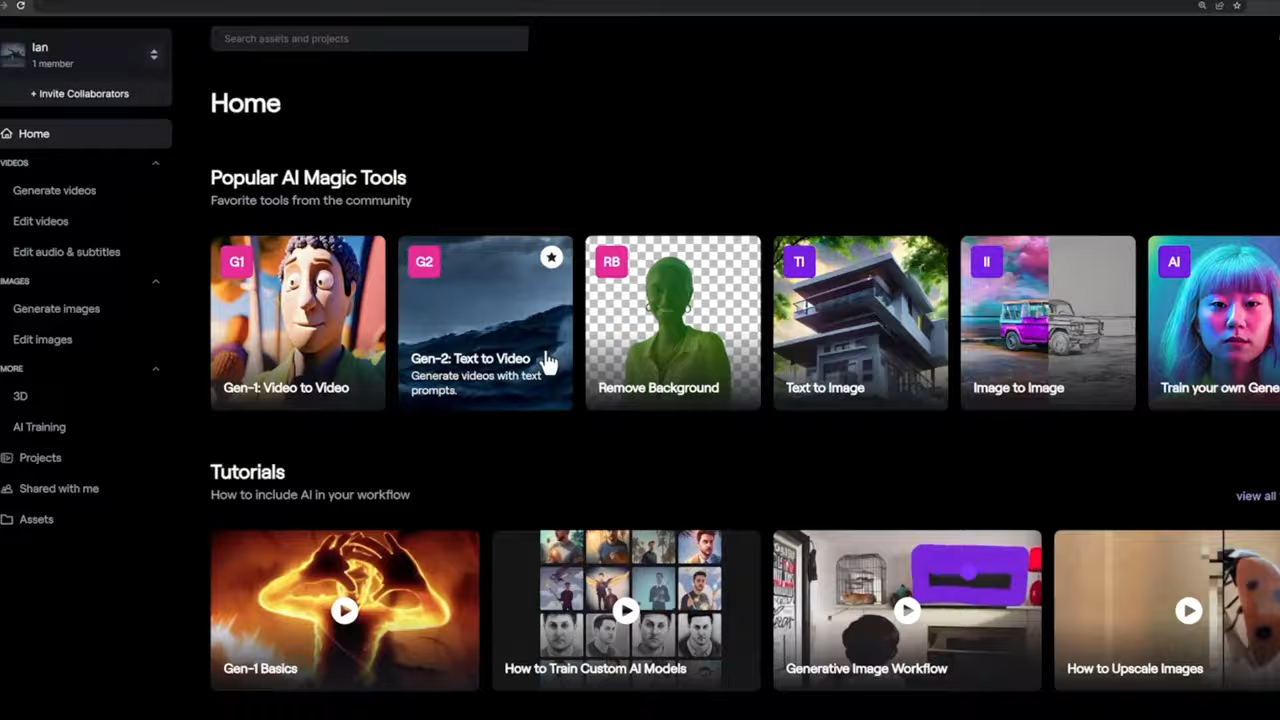 Ian
1 member
+ Invite Collaborators
Home
VIDEOS
Generate videos
Edit videos
Edit audio & subtitles
IMAGES
Generate images
Edit images
MORE
3D
AI Training
Projects
Shared with me
Assets
Search assets and projects
Home
Popular AI Magic Tools
Favorite tools from the community
G1
Gen-1: Video to Video
G2
Gen-2: Text to Video
Generate videos with text
prompts.
RB
Remove Background
TI
Text to Image
II
Image to Image
AI
Train your own Gene
Tutorials
How to include AI in your workflow
view all
Gen-1 Basics
How to Train Custom AI Models
Generative Image Workflow
How to Upscale Images